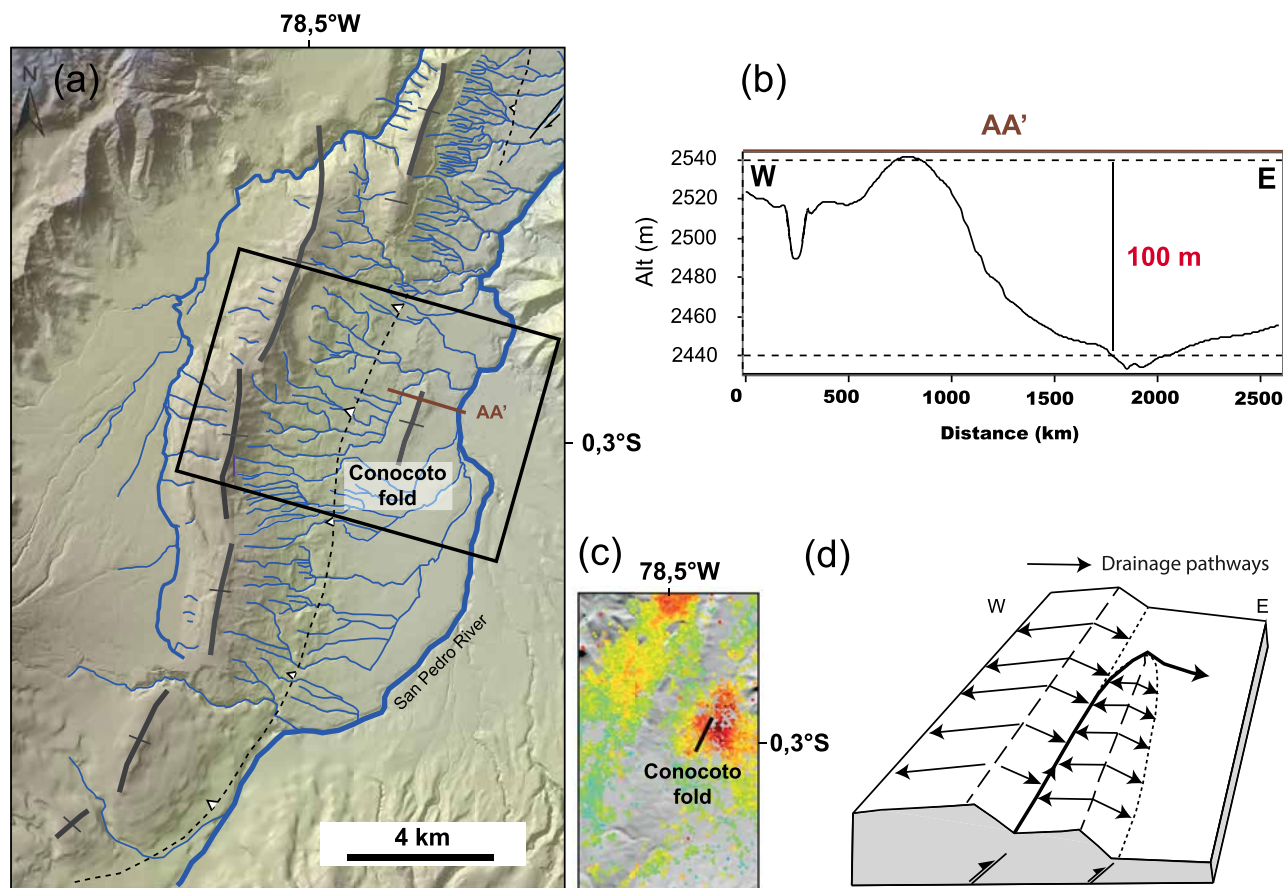 78,5°W
(a)
N
AA'
0,3°S
Conocoto
fold
San Pedro River
4 km
(b)
AA'
W
E
Alt (m)
2540
2520
2500
2480
2460
2440
100 m
0
500
1000
1500
2000
2500
Distance (km)
(c)
78,5°W
0,3°S
Conocoto
fold
(d)
Drainage pathways
W
E